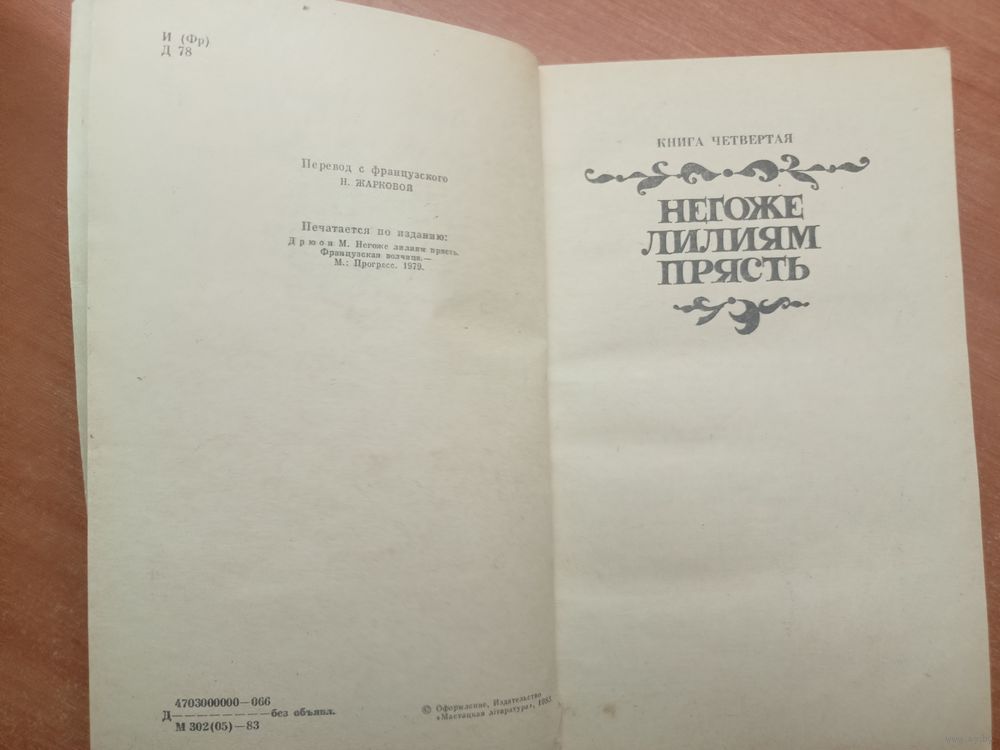 И (Фр)
Д 78
Перевод с французского
Н. ЖАРКОВОЙ
Печатается по изданию:
Дрюон М. Негоже лилиям прясть.
Французская волчица.—
М.: Прогресс. 1979.
4703000000—066
Д————————без объявл.
М 302(05)—83
© Оформление, Издательство
«Мастацкая літаратура», 1983
КНИГА ЧЕТВЕРТАЯ
НЕГОЖЕ
ЛИЛИЯМ
ПРЯСТЬ